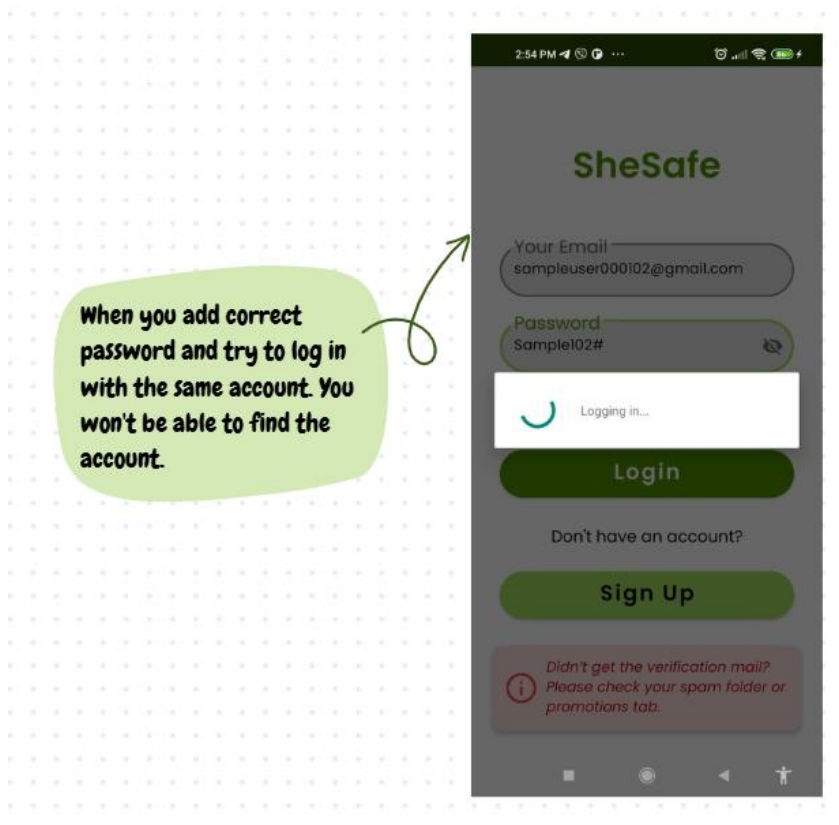 When you add correct
password and try to log in
with the same account. You
won't be able to find the
account.
2:54 PM
SheSafe
Your Email
sampleuser000102@gmail.com
Password
Sample102#
Logging in...
Login
Don't have an account?
Sign Up
Didn't get the verification mail?
Please check your spam folder or
promotions tab.